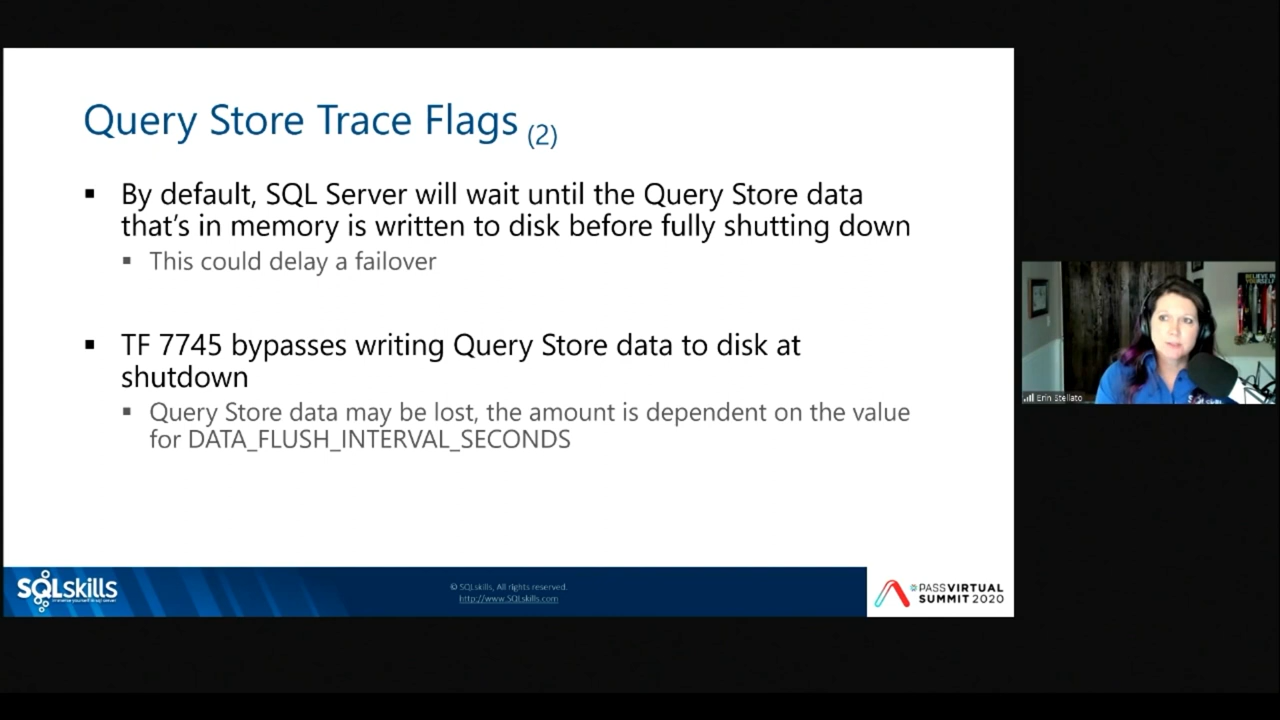 Query Store Trace Flags (2)
▪ By default, SQL Server will wait until the Query Store data
that's in memory is written to disk before fully shutting down
▪ This could delay a failover
▪ TF 7745 bypasses writing Query Store data to disk at
shutdown
▪ Query Store data may be lost, the amount is dependent on the value
for DATA_FLUSH_INTERVAL_SECONDS
BELIEVE IN
YOURSELF
Erin Stellato
SQLskills
© SQLskills, All rights reserved.
http://www.SQLskills.com
PASS VIRTUAL
SUMMIT 2020